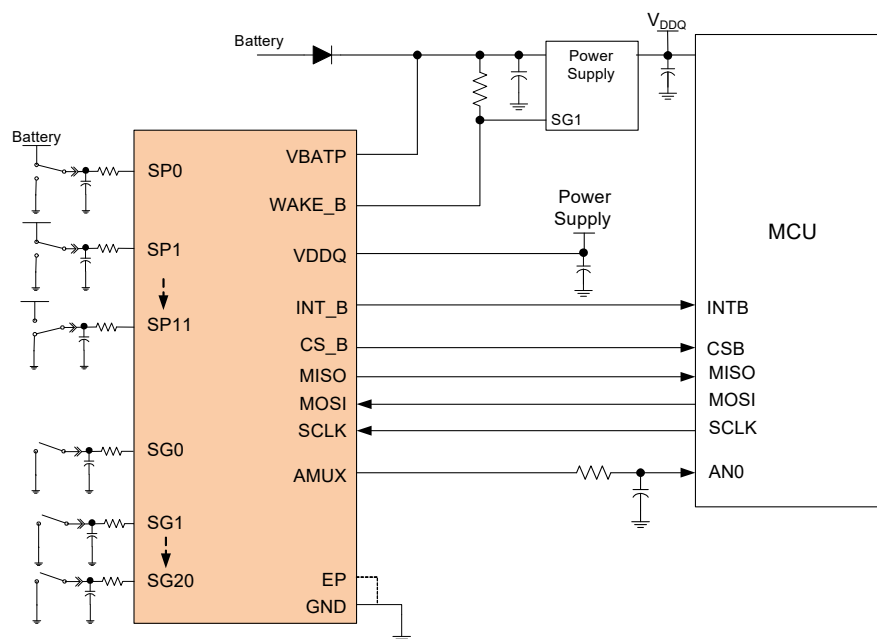 Battery
Power
Supply
SG1
VDDQ
Battery
SP0
SP1
SP11
SG0
SG1
SG20
VBATP
WAKE_B
VDDQ
INT_B
CS_B
MISO
MOSI
SCLK
AMUX
EP
GND
Power
Supply
MCU
INTB
CSB
MISO
MOSI
SCLK
AN0